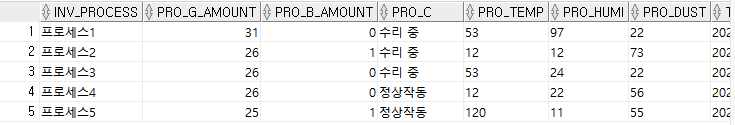 INV_PROCESS PRO_G_AMOUNT PRO_B_AMOUNT PRO_C PRO_TEMP PRO_HUMI PRO_DUST T
1 프로세스1 31 0 수리 중 53 97 22 202
2 프로세스2 26 1 수리 중 12 12 73 202
3 프로세스3 26 0 수리 중 53 24 22 202
4 프로세스4 26 0 정상작동 12 22 56 202
5 프로세스5 25 1 정상작동 120 11 55 202